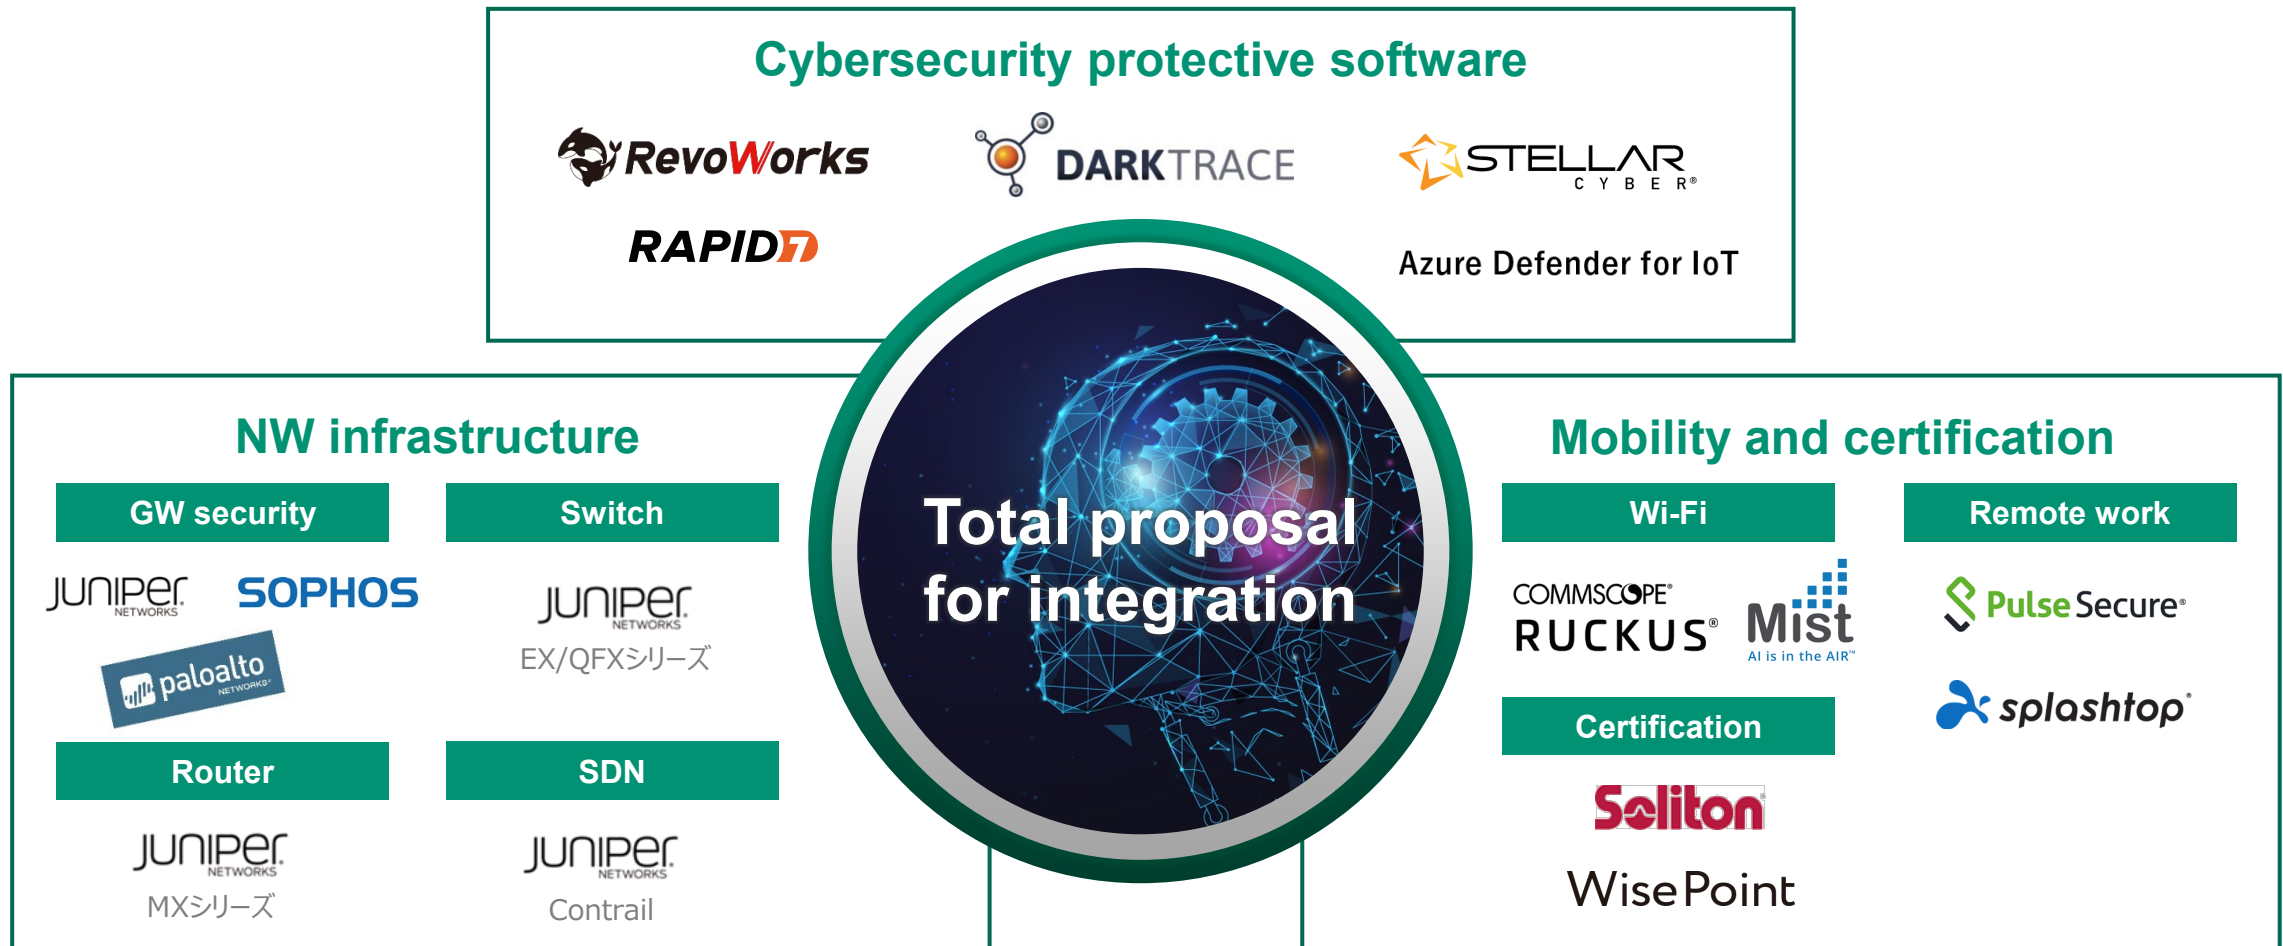 Cybersecurity protective software
RevoWorks
DARKTRACE
STELLAR
CYBER®
RAPID7
Azure Defender for IoT
Total proposal
for integration
NW infrastructure
GW security
JUNIPER
NETWORKS
SOPHOS
paloalto
NETWORKS®
Switch
JUNIPER
NETWORKS
EX/QFXシリーズ
Router
JUNIPER
NETWORKS
MXシリーズ
SDN
JUNIPER
NETWORKS
Contrail
Mobility and certification
Wi-Fi
COMMSCOPE®
RUCKUS®
Mist
AI is in the AIR™
Remote work
Pulse Secure®
splashtop®
Certification
Soliton®
WisePoint